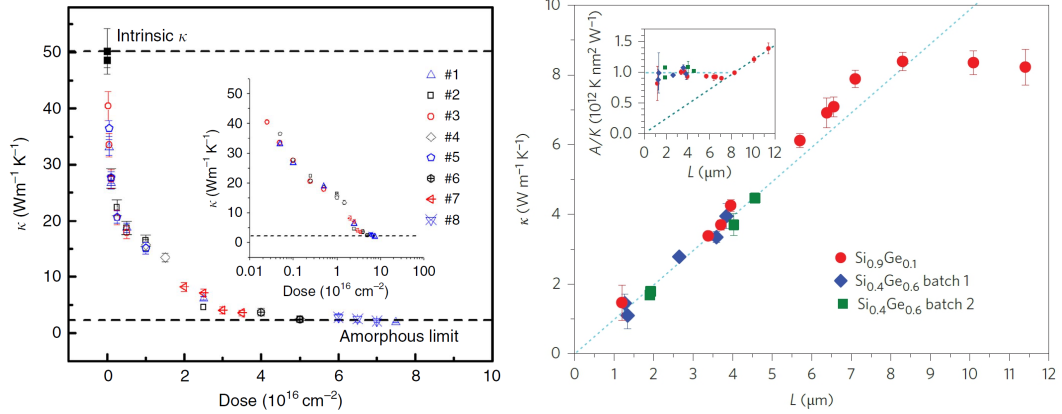 κ (Wm⁻¹ K⁻¹)
50
45
40
35
30
25
20
15
10
5
0
Intrinsic κ
Amorphous limit
0 2 4 6 8 10
Dose (10¹⁶ cm⁻²)
κ (Wm⁻¹ K⁻¹)
50
40
30
20
10
0
0.01 0.1 1 10 100
Dose (10¹⁶ cm⁻²)
#1
#2
#3
#4
#5
#6
#7
#8
κ (W m⁻¹ K⁻¹)
10
8
6
4
2
0
0 1 2 3 4 5 6 7 8 9 10 11 12
L (μm)
A/K (10¹² K nm² W⁻¹)
1.5
1.0
0.5
0.0
0 2 4 6 8 10 12
L (μm)
Si₀.₉Ge₀.₁
Si₀.₄Ge₀.₆ batch 1
Si₀.₄Ge₀.₆ batch 2